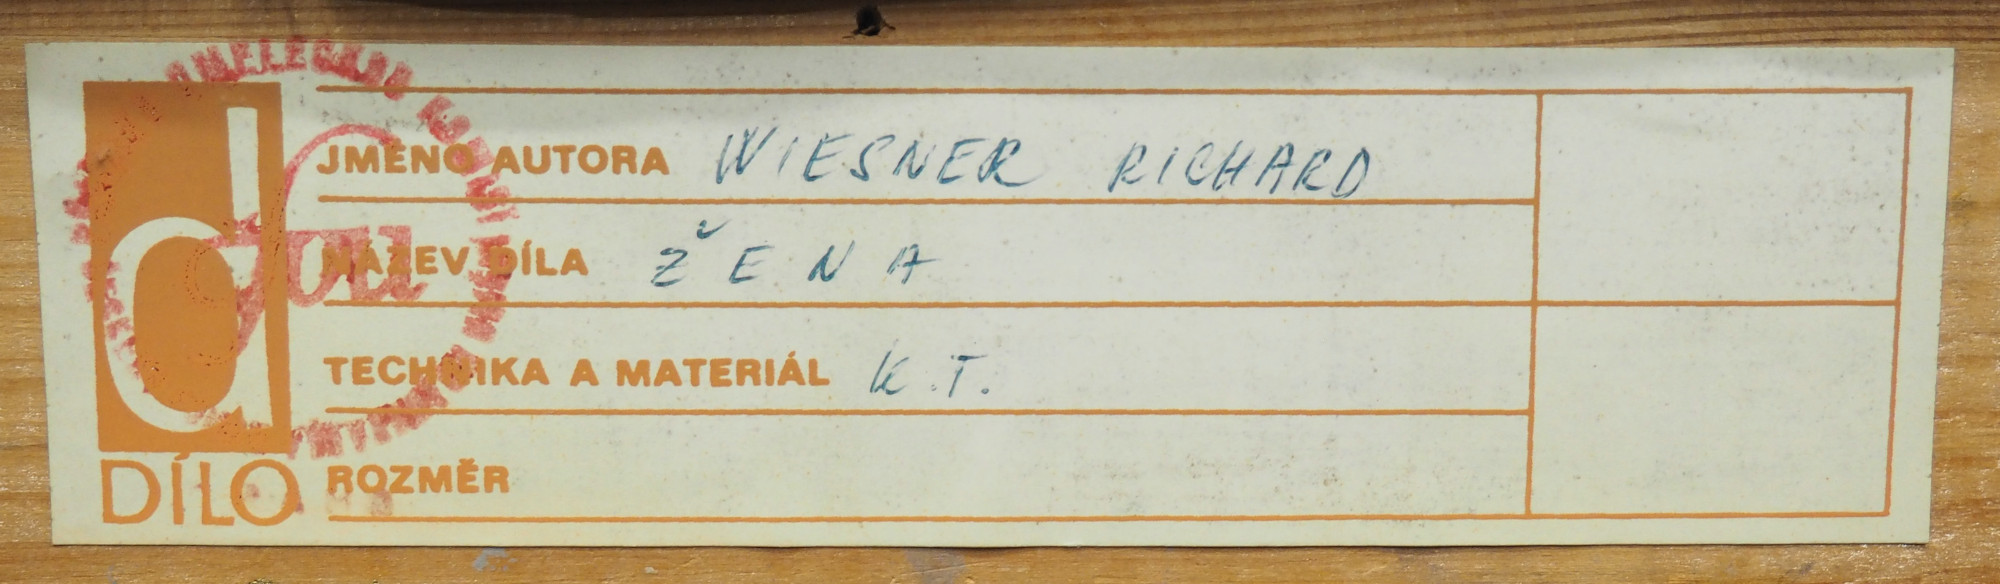 JMÉNO AUTORA WIESNER RICHARD
NÁZEV DÍLA ŽENA
TECHNIKA A MATERIÁL K.T.
ROZMĚR
d
DÍLO